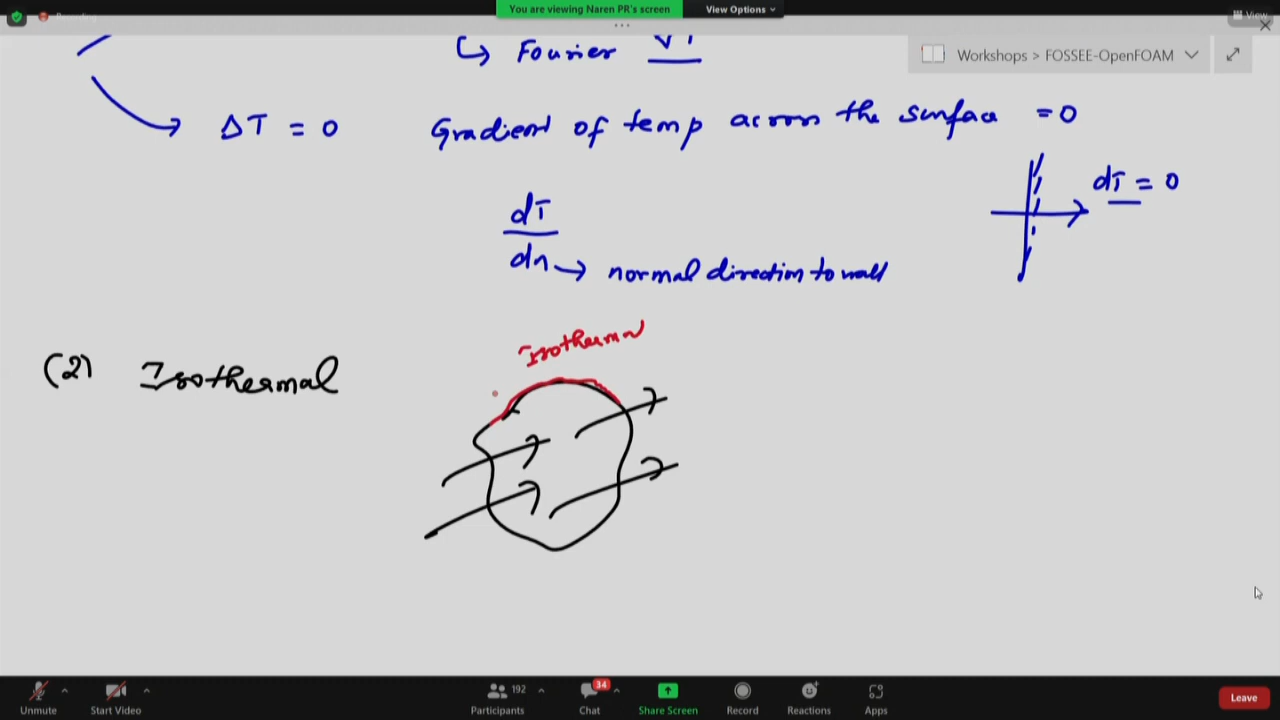 You are viewing Naren PR's screen
View Options
Recording
View
Workshops > FOSSEE-OpenFOAM
↳ Fourier ∇T
ΔT = 0 Gradient of temp across the surface = 0
dT = 0
dT
dn → normal direction to wall
Isothermal
(2) Isothermal
Unmute
Start Video
192
Participants
34
Chat
Share Screen
Record
Reactions
Apps
Leave